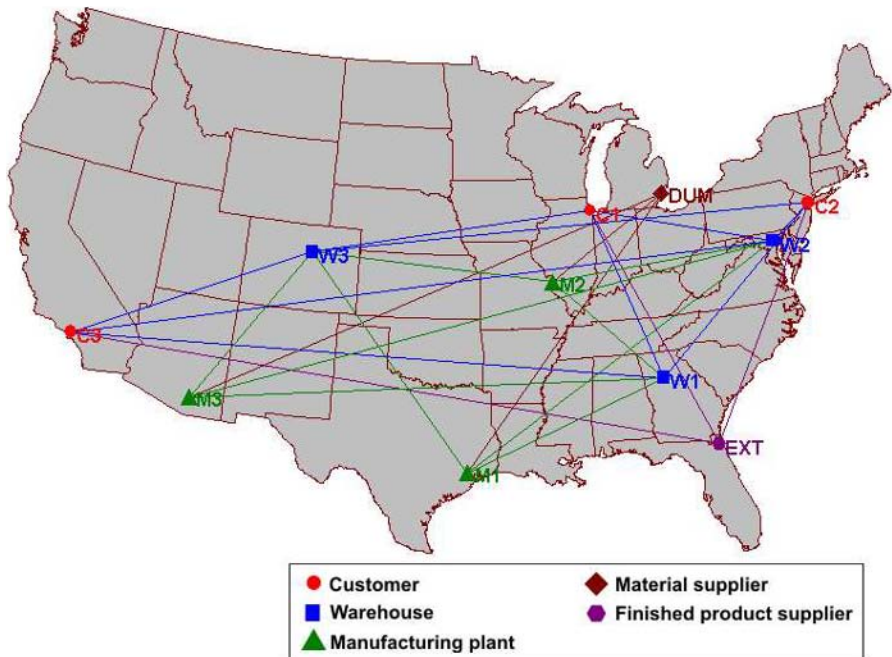 DUM
C1
C2
W2
W3
M2
C3
W1
M3
EXT
M1
Customer
Material supplier
Warehouse
Finished product supplier
Manufacturing plant